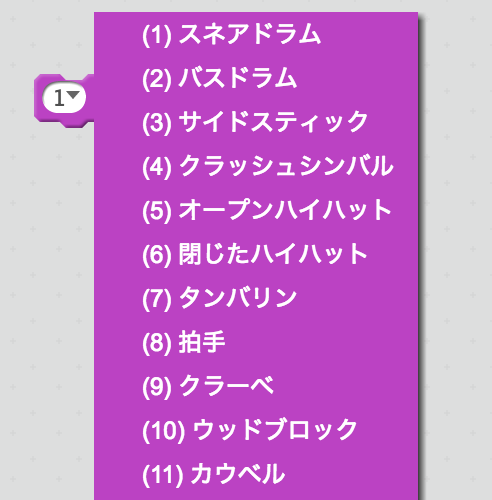 (1) スネアドラム
1
(2) バスドラム
(3) サイドスティック
(4) クラッシュシンバル
(5) オープンハイハット
(6) 閉じたハイハット
(7) タンバリン
(8) 拍手
(9) クラーベ
(10) ウッドブロック
(11) カウベル